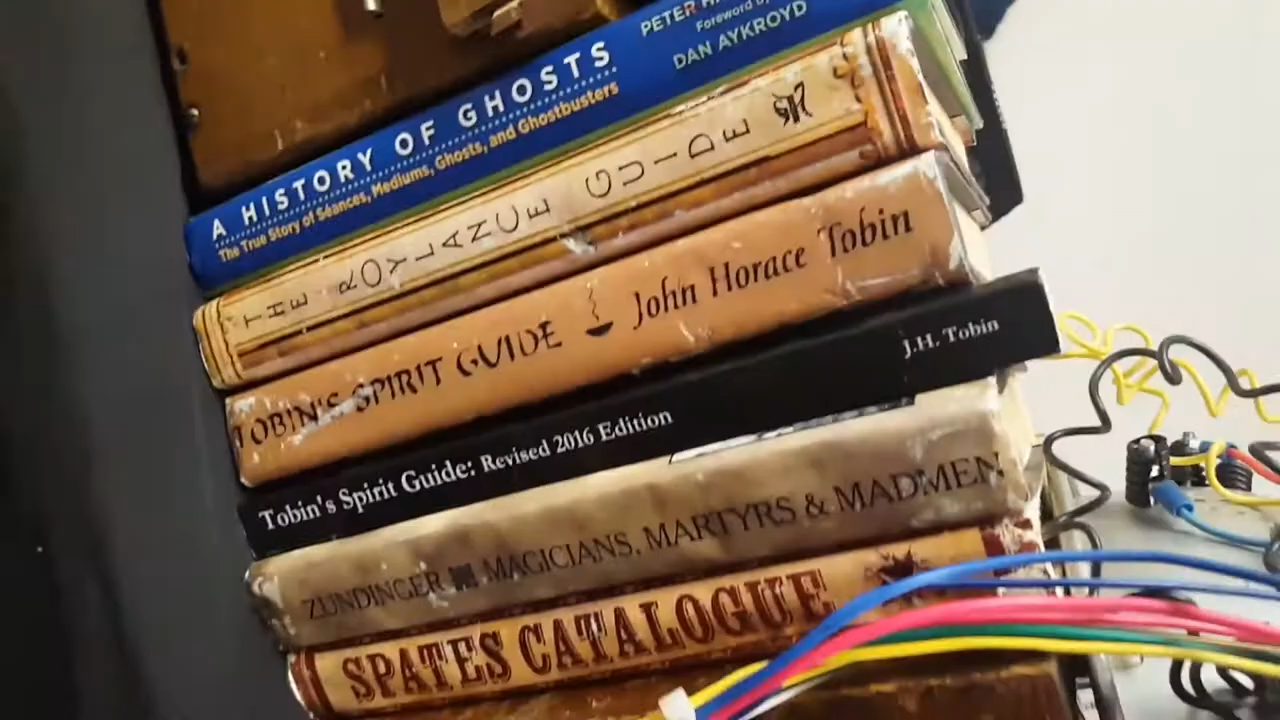 A HISTORY OF GHOSTS
The True Story of Séances, Mediums, Ghosts, and Ghostbusters
PETER
Foreword by
DAN AYKROYD
THE ROYLANCE GUIDE
TOBIN'S SPIRIT GUIDE John Horace Tobin
Tobin's Spirit Guide: Revised 2016 Edition J.H. Tobin
ZUNDINGER MAGICIANS, MARTYRS & MADMEN
SPATES CATALOGUE